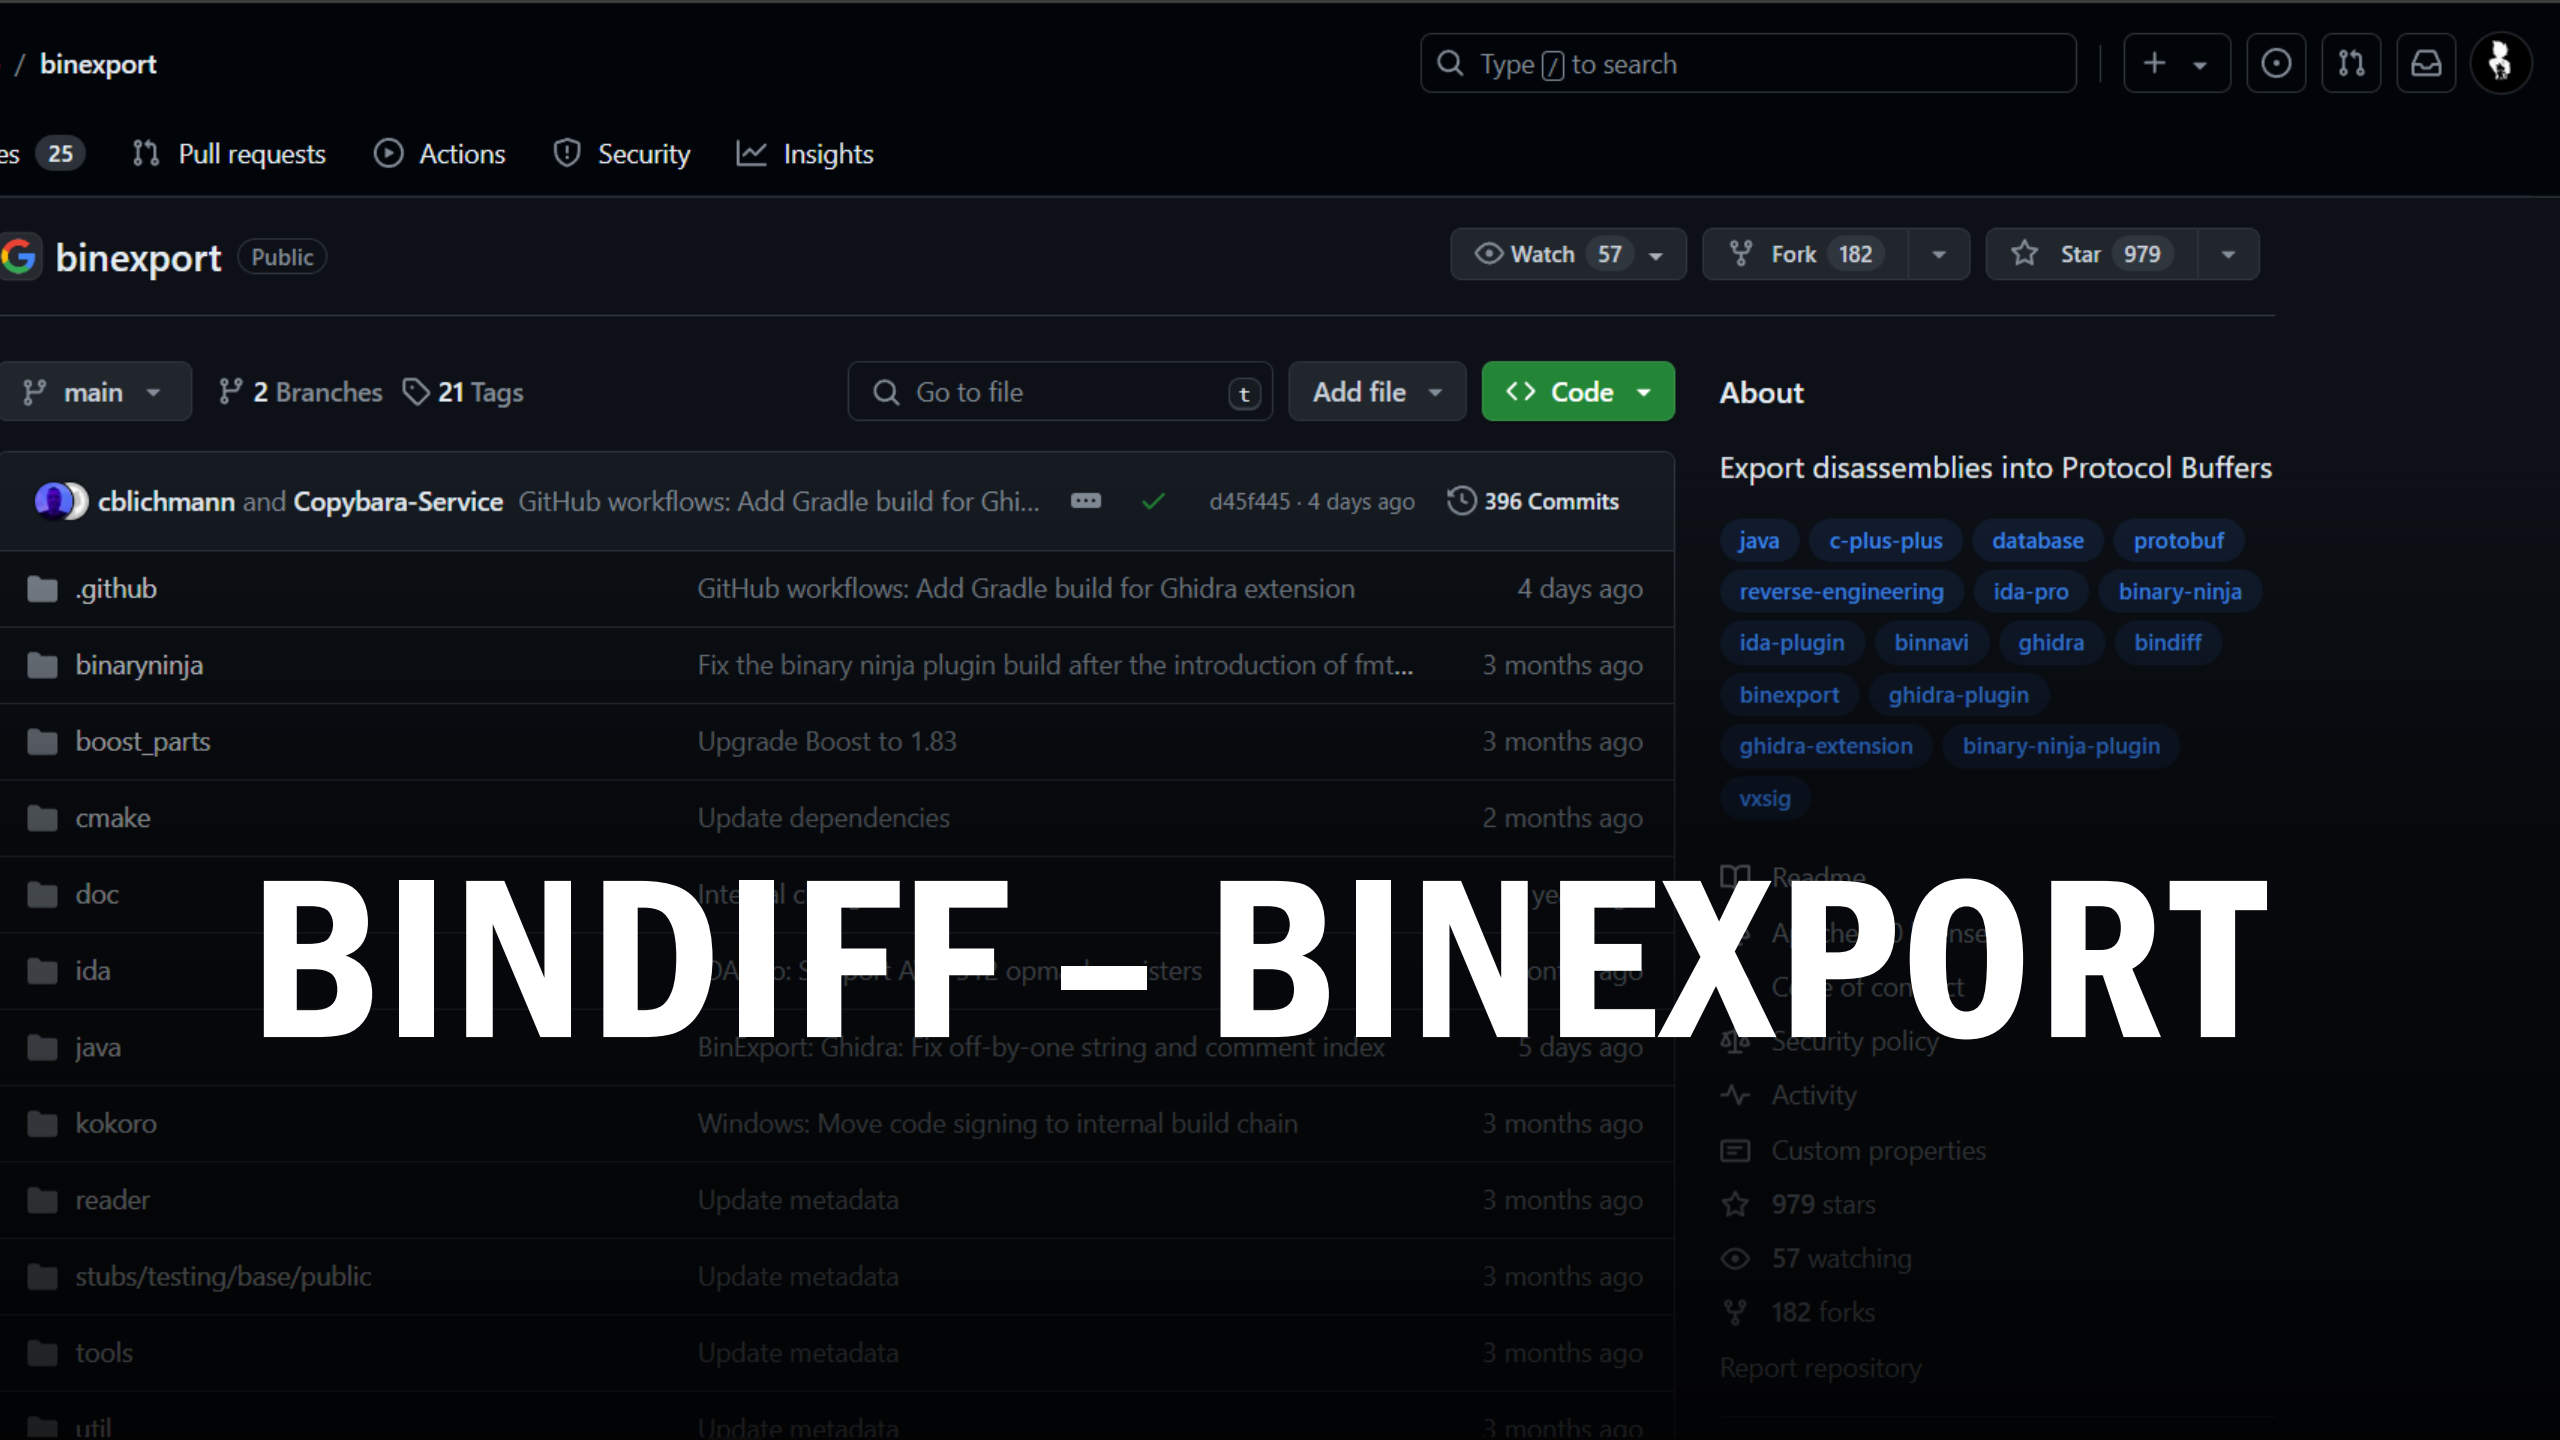 / binexport
Type / to search
es 25 Pull requests Actions Security Insights
binexport Public
Watch 57 Fork 182 Star 979
main 2 Branches 21 Tags Go to file t Add file Code
cblichmann and Copybara-Service GitHub workflows: Add Gradle build for Ghi... d45f445 · 4 days ago 396 Commits
.github GitHub workflows: Add Gradle build for Ghidra extension 4 days ago
binaryninja Fix the binary ninja plugin build after the introduction of fmt... 3 months ago
boost_parts Upgrade Boost to 1.83 3 months ago
cmake Update dependencies 2 months ago
doc
ida
java BinExport: Ghidra: Fix off-by-one string and comment index 5 days ago
kokoro Windows: Move code signing to internal build chain 3 months ago
reader Update metadata 3 months ago
stubs/testing/base/public Update metadata 3 months ago
tools Update metadata 3 months ago
util Update metadata 3 months ago
About
Export disassemblies into Protocol Buffers
java c-plus-plus database protobuf
reverse-engineering ida-pro binary-ninja
ida-plugin binnavi ghidra bindiff
binexport ghidra-plugin
ghidra-extension binary-ninja-plugin
vxsig
Readme
of
Security policy
Activity
Custom properties
979 stars
57 watching
182 forks
Report repository
BINDIFF – BINEXPORT